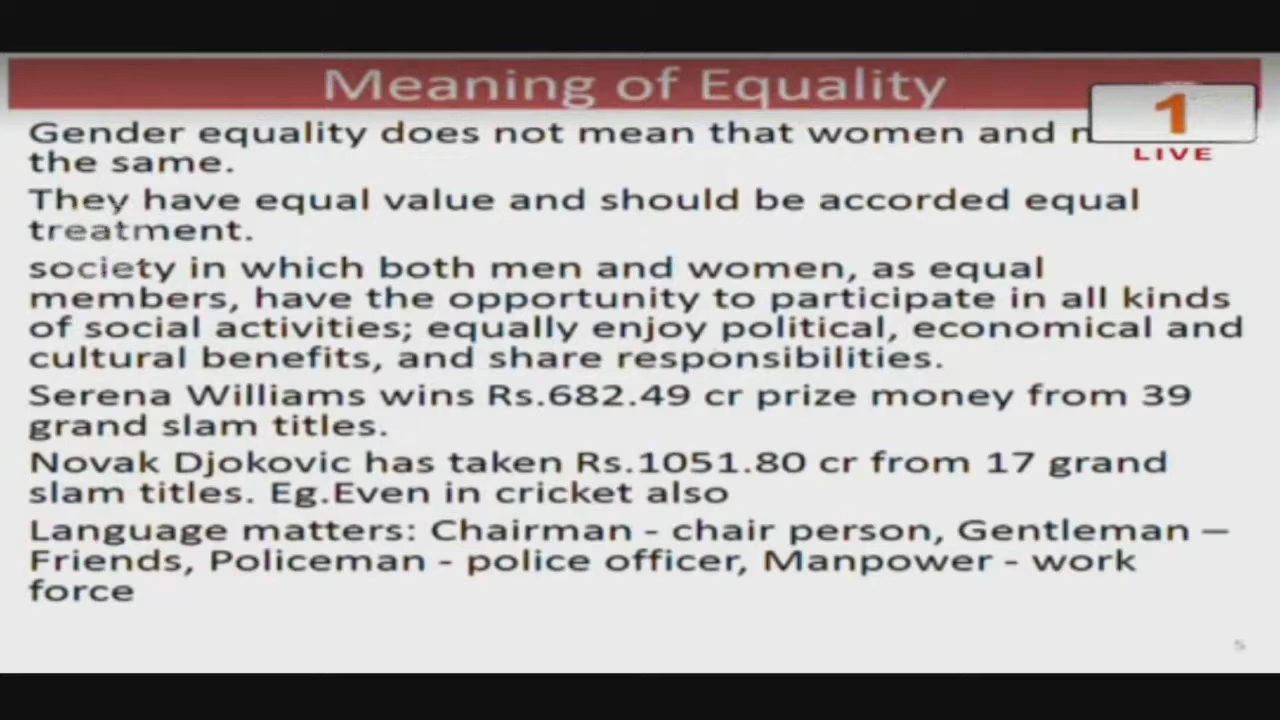 Meaning of Equality
1
LIVE
Gender equality does not mean that women and
the same.
They have equal value and should be accorded equal
treatment.
society in which both men and women, as equal
members, have the opportunity to participate in all kinds
of social activities; equally enjoy political, economical and
cultural benefits, and share responsibilities.
Serena Williams wins Rs.682.49 cr prize money from 39
grand slam titles.
Novak Djokovic has taken Rs.1051.80 cr from 17 grand
slam titles. Eg.Even in cricket also
Language matters: Chairman - chair person, Gentleman –
Friends, Policeman - police officer, Manpower - work
force
5